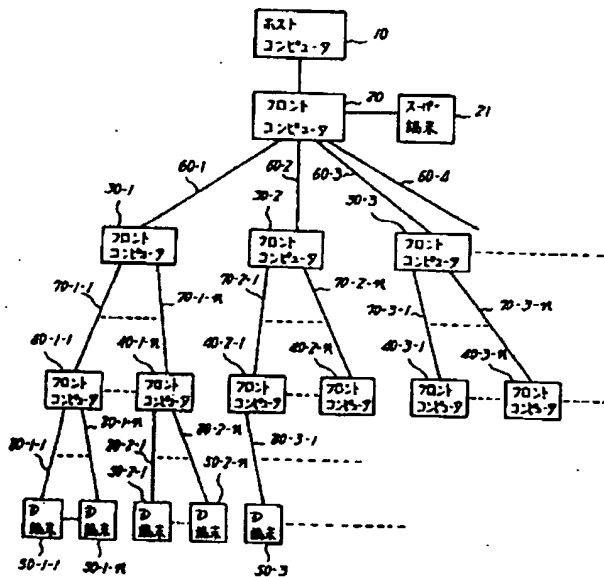 ホスト
コンピュータ
10
フロント
コンピュータ
20
スーパー
端末
21
60-1
60-2
60-3
60-4
30-1
30-2
30-3
フロント
コンピュータ
フロント
コンピュータ
フロント
コンピュータ
70-1-1
70-1-n
70-2-1
70-2-n
70-3-1
70-3-n
40-1-n
40-2-1
40-2-n
40-3-1
40-3-n
フロント
コンピュータ
フロント
コンピュータ
フロント
コンピュータ
フロント
コンピュータ
フロント
コンピュータ
フロント
コンピュータ
80-1-1
80-1-n
80-2-1
80-2-n
80-3-1
50-2-1
50-2-n
D
端末
D
端末
D
端末
D
端末
D
端末
50-1-1
50-1-n
50-3